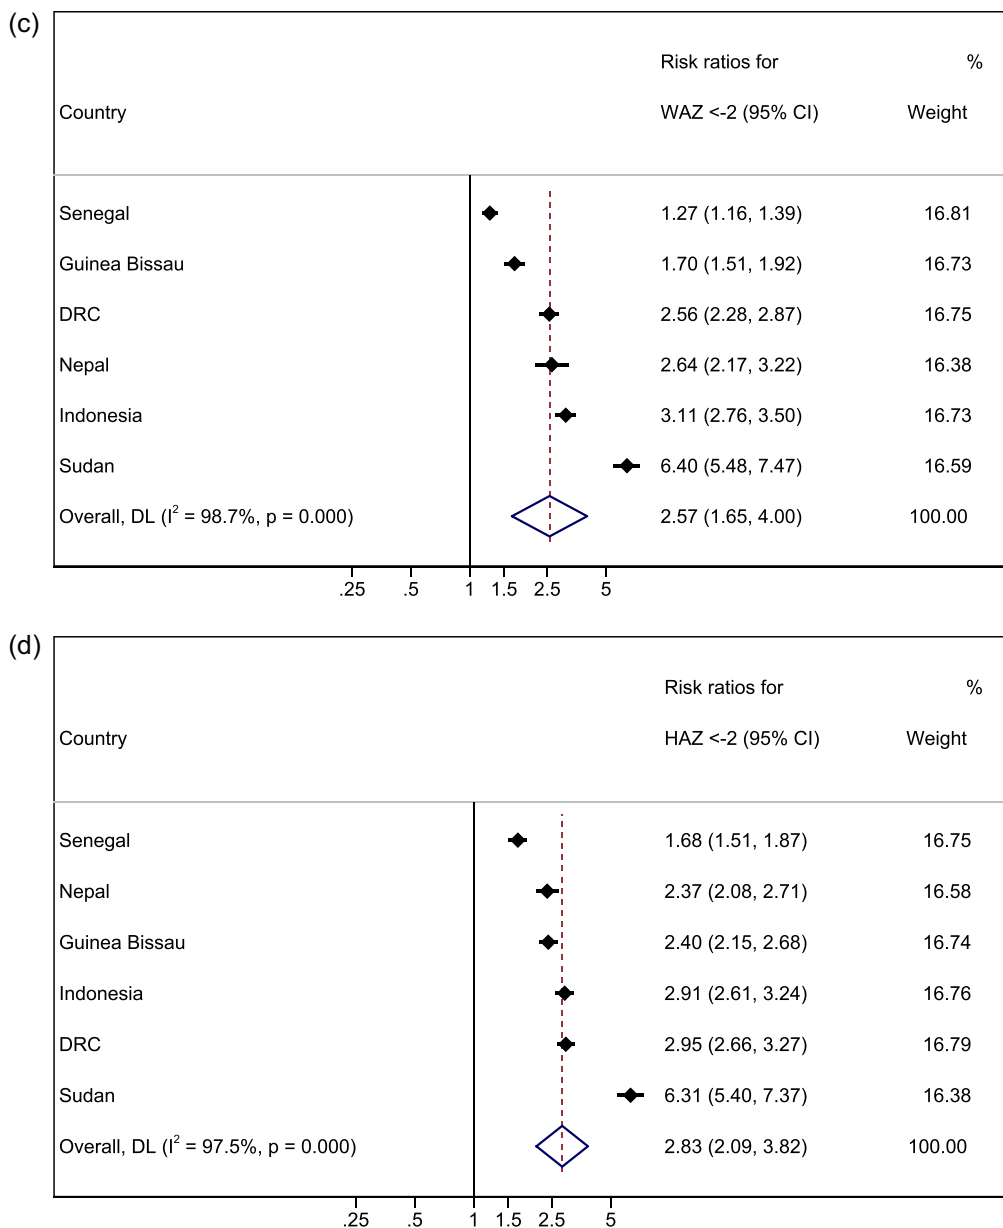 (c)
Risk ratios for %
Country WAZ <-2 (95% CI) Weight
Senegal 1.27 (1.16, 1.39) 16.81
Guinea Bissau 1.70 (1.51, 1.92) 16.73
DRC 2.56 (2.28, 2.87) 16.75
Nepal 2.64 (2.17, 3.22) 16.38
Indonesia 3.11 (2.76, 3.50) 16.73
Sudan 6.40 (5.48, 7.47) 16.59
Overall, DL (I² = 98.7%, p = 0.000) 2.57 (1.65, 4.00) 100.00
.25 .5 1 1.5 2.5 5
(d)
Risk ratios for %
Country HAZ <-2 (95% CI) Weight
Senegal 1.68 (1.51, 1.87) 16.75
Nepal 2.37 (2.08, 2.71) 16.58
Guinea Bissau 2.40 (2.15, 2.68) 16.74
Indonesia 2.91 (2.61, 3.24) 16.76
DRC 2.95 (2.66, 3.27) 16.79
Sudan 6.31 (5.40, 7.37) 16.38
Overall, DL (I² = 97.5%, p = 0.000) 2.83 (2.09, 3.82) 100.00
.25 .5 1 1.5 2.5 5